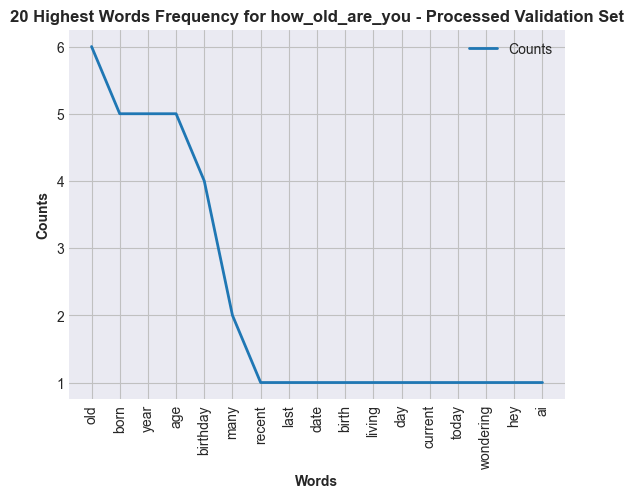 20 Highest Words Frequency for how_old_are_you - Processed Validation Set
Counts
6
5
4
3
2
1
Counts
old
born
year
age
birthday
many
recent
last
date
birth
living
day
current
today
wondering
hey
ai
Words